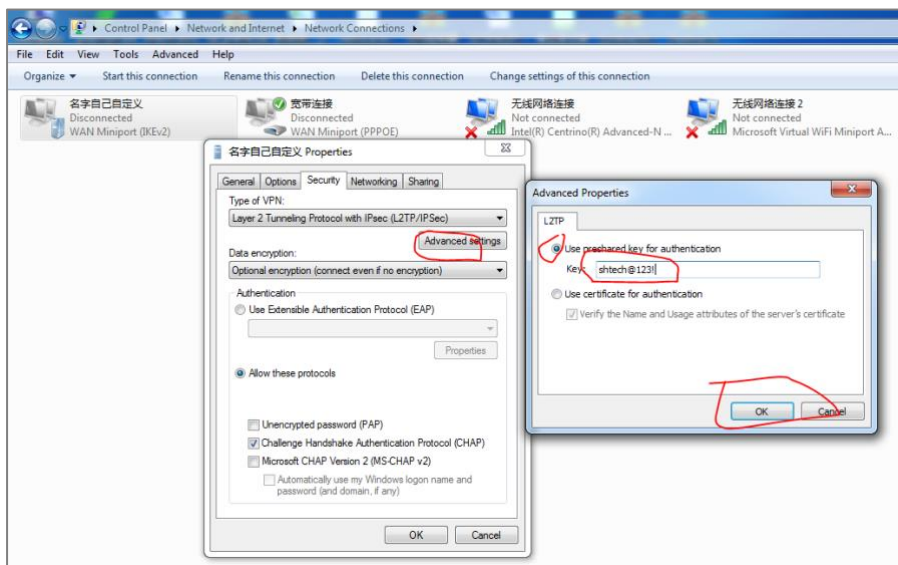 Control Panel Network and Internet Network Connections
File Edit View Tools Advanced Help
Organize Start this connection Rename this connection Delete this connection Change settings of this connection
名字自己自定义
Disconnected
WAN Miniport (IKEv2)
宽带连接
Disconnected
WAN Miniport (PPPOE)
无线网络连接
Not connected
Intel(R) Centrino(R) Advanced-N ...
无线网络连接 2
Not connected
Microsoft Virtual WiFi Miniport A...
名字自己自定义 Properties
General Options Security Networking Sharing
Type of VPN:
Layer 2 Tunneling Protocol with IPsec (L2TP/IPSec)
Advanced settings
Data encryption:
Optional encryption (connect even if no encryption)
Authentication
Use Extensible Authentication Protocol (EAP)
Properties
Allow these protocols
Unencrypted password (PAP)
Challenge Handshake Authentication Protocol (CHAP)
Microsoft CHAP Version 2 (MS-CHAP v2)
Automatically use my Windows logon name and
password (and domain, if any)
OK Cancel
Advanced Properties
L2TP
Use preshared key for authentication
Key: shtech@123!
Use certificate for authentication
Verify the Name and Usage attributes of the server's certificate
OK Cancel